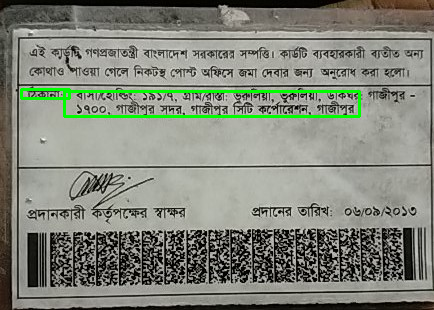 এই কার্ডটি গণপ্রজাতন্ত্রী বাংলাদেশ সরকারের সম্পত্তি। কার্ডটি ব্যবহারকারী ব্যতীত অন্য
কোথাও পাওয়া গেলে নিকটস্থ পোস্ট অফিসে জমা দেবার জন্য অনুরোধ করা হলো।
ঠিকানা: বাসা/হোল্ডিং: ১৯১/৭, গ্রাম/রাস্তা: ভুরুলিয়া, ভুরুলিয়া, ডাকঘর: গাজীপুর -
১৭০০, গাজীপুর সদর, গাজীপুর সিটি কর্পোরেশন, গাজীপুর
প্রদানকারী কর্তৃপক্ষের স্বাক্ষর প্রদানের তারিখ: ০৬/০৯/২০১৩